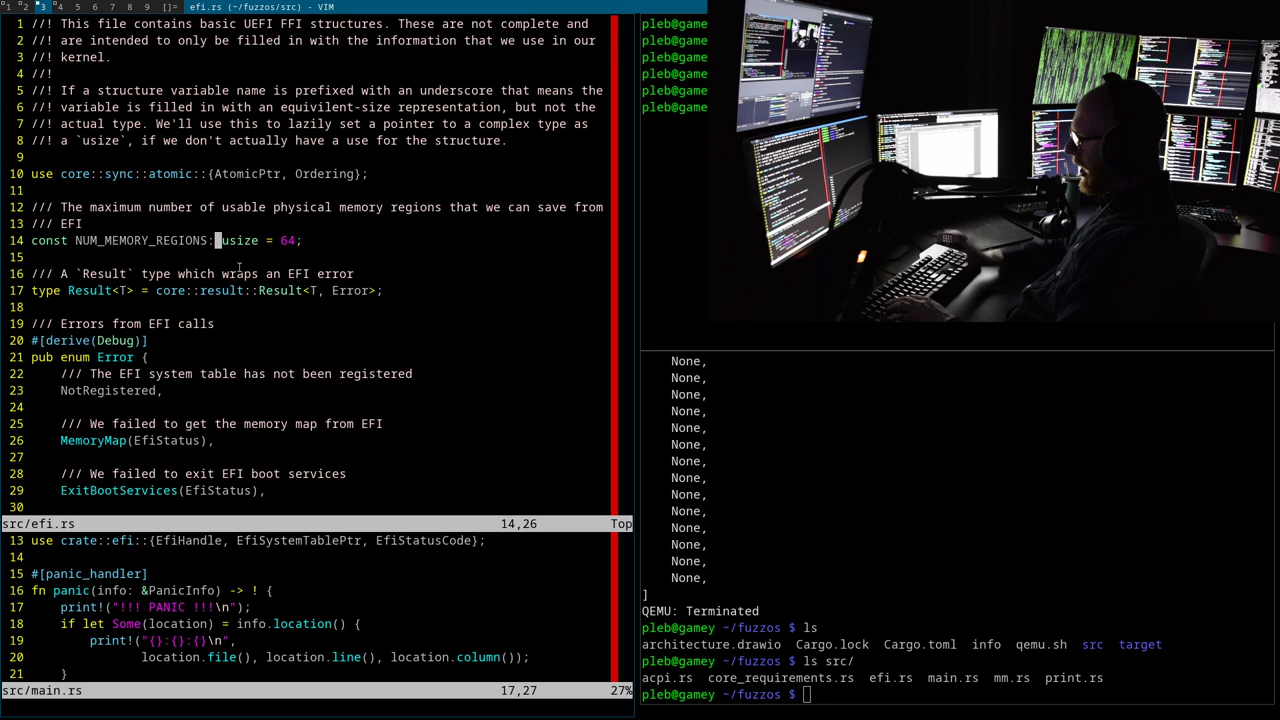 1 2 3 4 5 6 7 8 9 []= efi.rs (~/fuzzos/src) - VIM
1 //! This file contains basic UEFI FFI structures. These are not complete and
2 //! are intended to only be filled in with the information that we use in our
3 //! kernel.
4 //!
5 //! If a structure variable name is prefixed with an underscore that means the
6 //! variable is filled in with an equivilent-size representation, but not the
7 //! actual type. We'll use this to lazily set a pointer to a complex type as
8 //! a `usize`, if we don't actually have a use for the structure.
9
10 use core::sync::atomic::{AtomicPtr, Ordering};
11
12 /// The maximum number of usable physical memory regions that we can save from
13 /// EFI
14 const NUM_MEMORY_REGIONS: usize = 64;
15
16 /// A `Result` type which wraps an EFI error
17 type Result<T> = core::result::Result<T, Error>;
18
19 /// Errors from EFI calls
20 #[derive(Debug)]
21 pub enum Error {
22     /// The EFI system table has not been registered
23     NotRegistered,
24
25     /// We failed to get the memory map from EFI
26     MemoryMap(EfiStatus),
27
28     /// We failed to exit EFI boot services
29     ExitBootServices(EfiStatus),
30
src/efi.rs 14,26 Top
13 use crate::efi::{EfiHandle, EfiSystemTablePtr, EfiStatusCode};
14
15 #[panic_handler]
16 fn panic(info: &PanicInfo) -> ! {
17     print!("!!! PANIC !!!\n");
18     if let Some(location) = info.location() {
19         print!("{}:{}:{}\n",
20                location.file(), location.line(), location.column());
21     }
src/main.rs 17,27 27%
pleb@game
pleb@game
pleb@game
pleb@game
pleb@game
pleb@game
None,
None,
None,
None,
None,
None,
None,
None,
None,
None,
None,
None,
None,
None,
]
QEMU: Terminated
pleb@gamey ~/fuzzos $ ls
architecture.drawio Cargo.lock Cargo.toml info qemu.sh src target
pleb@gamey ~/fuzzos $ ls src/
acpi.rs core_requirements.rs efi.rs main.rs mm.rs print.rs
pleb@gamey ~/fuzzos $